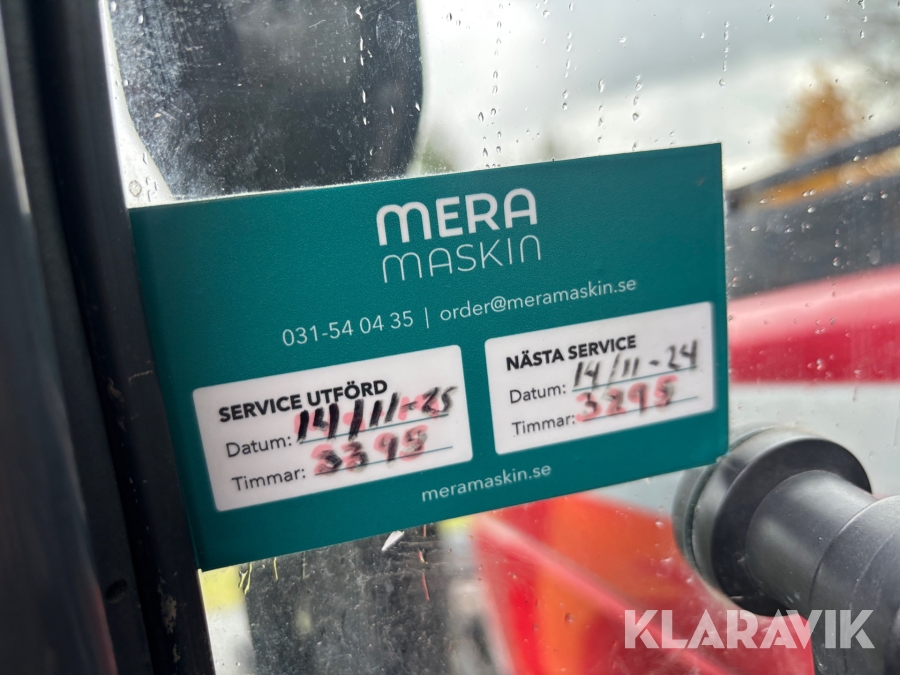 MERA
MASKIN
031-54 04 35 | order@meramaskin.se
SERVICE UTFÖRD
Datum: 14/11-25
Timmar: 3395
NÄSTA SERVICE
Datum: 14/11-24
Timmar: 3295
meramaskin.se
KLARAVIK